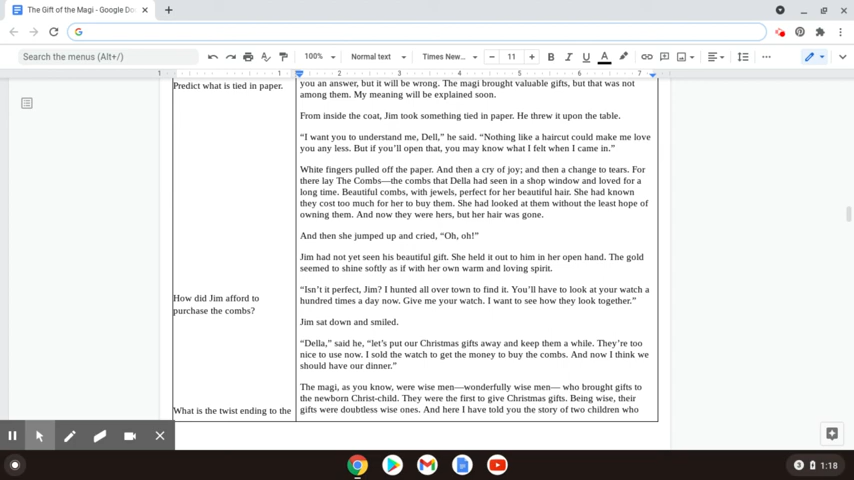 The Gift of the Magi - Google Do
Search the menus (Alt+/)
100%
Normal text
Times New...
11
1
1
2
3
4
5
6
7
Predict what is tied in paper.
How did Jim afford to
purchase the combs?
What is the twist ending to the
you an answer, but it will be wrong. The magi brought valuable gifts, but that was not
among them. My meaning will be explained soon.
From inside the coat, Jim took something tied in paper. He threw it upon the table.
“I want you to understand me, Dell,” he said. “Nothing like a haircut could make me love
you any less. But if you’ll open that, you may know what I felt when I came in.”
White fingers pulled off the paper. And then a cry of joy; and then a change to tears. For
there lay The Combs—the combs that Della had seen in a shop window and loved for a
long time. Beautiful combs, with jewels, perfect for her beautiful hair. She had known
they cost too much for her to buy them. She had looked at them without the least hope of
owning them. And now they were hers, but her hair was gone.
And then she jumped up and cried, “Oh, oh!”
Jim had not yet seen his beautiful gift. She held it out to him in her open hand. The gold
seemed to shine softly as if with her own warm and loving spirit.
“Isn’t it perfect, Jim? I hunted all over town to find it. You’ll have to look at your watch a
hundred times a day now. Give me your watch. I want to see how they look together.”
Jim sat down and smiled.
“Della,” said he, “let’s put our Christmas gifts away and keep them a while. They’re too
nice to use now. I sold the watch to get the money to buy the combs. And now I think we
should have our dinner.”
The magi, as you know, were wise men—wonderfully wise men— who brought gifts to
the newborn Christ-child. They were the first to give Christmas gifts. Being wise, their
gifts were doubtless wise ones. And here I have told you the story of two children who
3
1:18